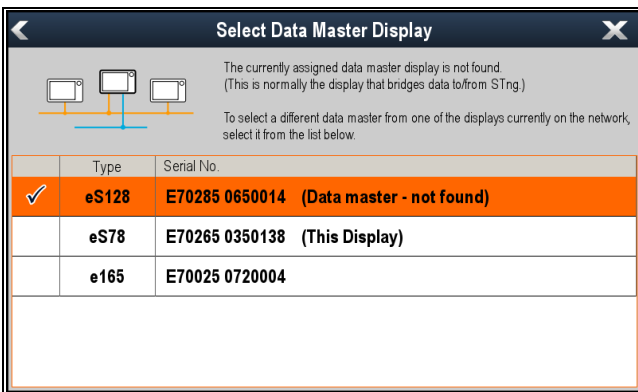 Select Data Master Display
The currently assigned data master display is not found.
(This is normally the display that bridges data to/from STng.)
To select a different data master from one of the displays currently on the network,
select it from the list below.
Type Serial No.
eS128 E70285 0650014 (Data master - not found)
eS78 E70265 0350138 (This Display)
e165 E70025 0720004